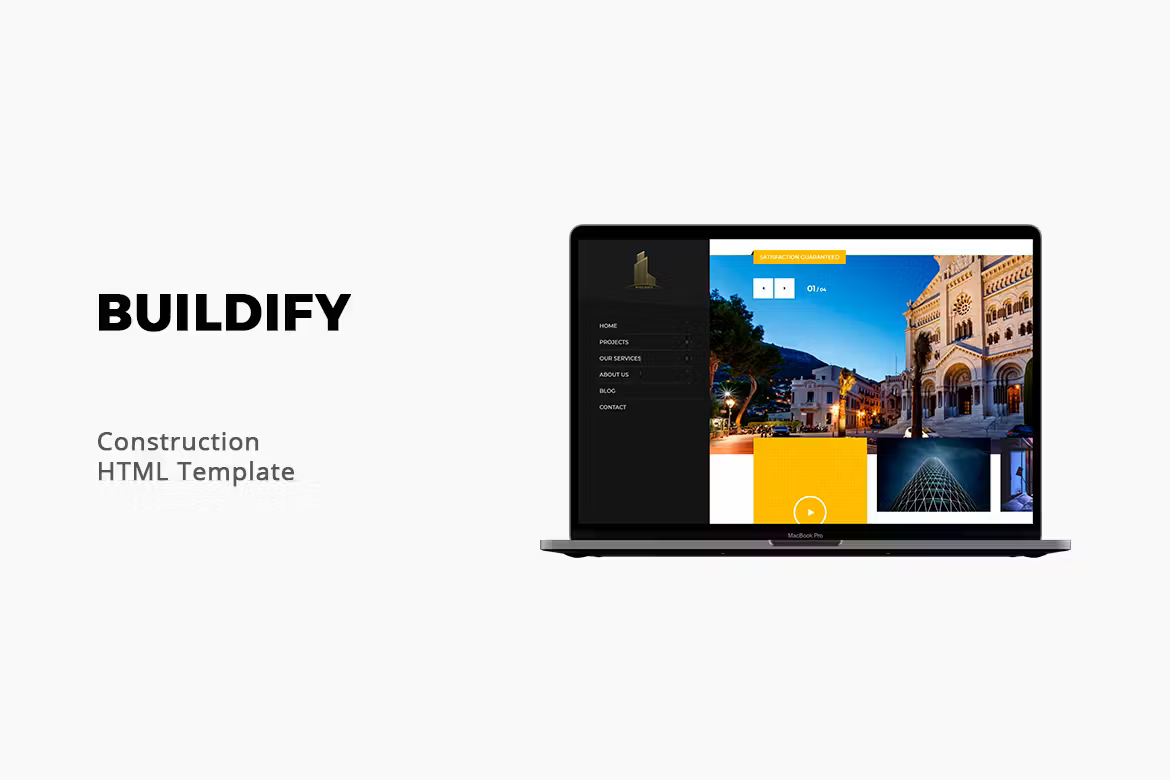 BUILDIFY
Construction
HTML Template
HOME
PROJECTS
OUR SERVICES
ABOUT US
BLOG
CONTACT
SATISFACTION GUARANTEED
01 / 04
MacBook Pro